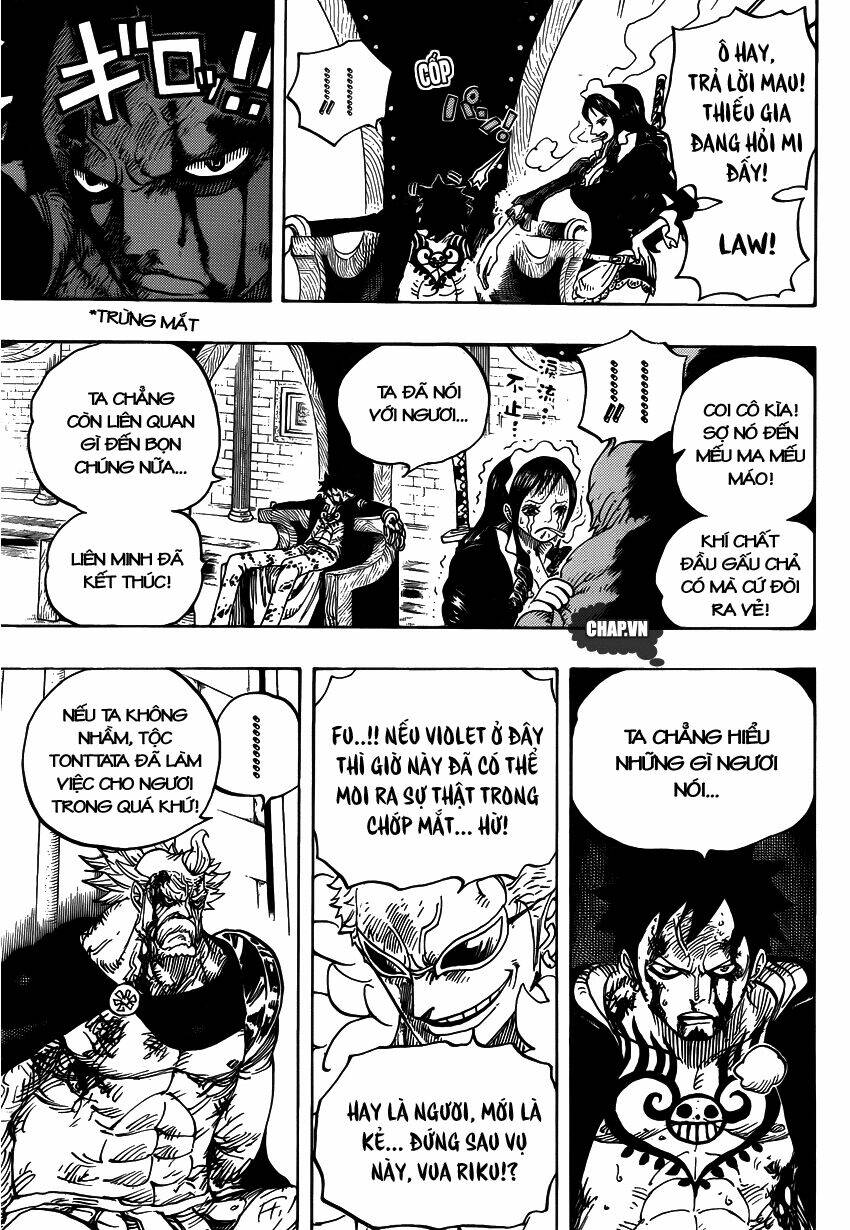 Ô HAY,
TRẢ LỜI MAU!
THIẾU GIA
ĐANG HỎI MI
ĐẤY!
LAW!
CỐP
!!
ギロッ!!
*TRỪNG MẮT
COI CÔ KÌA!
SỢ NÓ ĐẾN
MẾU MA MẾU
MÁO!
KHÍ CHẤT
ĐẦU GẤU CHẢ
CÓ MÀ CỨ ĐÒI
RA VẺ!
TA ĐÃ NÓI
VỚI NGƯƠI...
TA CHẲNG
CÒN LIÊN QUAN
GÌ ĐẾN BỌN
CHÚNG NỮA...
LIÊN MINH ĐÃ
KẾT THÚC!
CHAP.VN
TA CHẲNG HIỂU
NHỮNG GÌ NGƯƠI
NÓI...
FU..!! NẾU VIOLET Ở ĐÂY
THÌ GIỜ NÀY ĐÃ CÓ THỂ
MOI RA SỰ THẬT TRONG
CHỚP MẮT... HỪ!
HAY LÀ NGƯƠI, MỚI LÀ
KẺ... ĐỨNG SAU VỤ
NÀY, VUA RIKU!?
NẾU TA KHÔNG
NHẦM, TỘC
TONTTATA ĐÃ LÀM
VIỆC CHO NGƯƠI
TRONG QUÁ KHỨ!